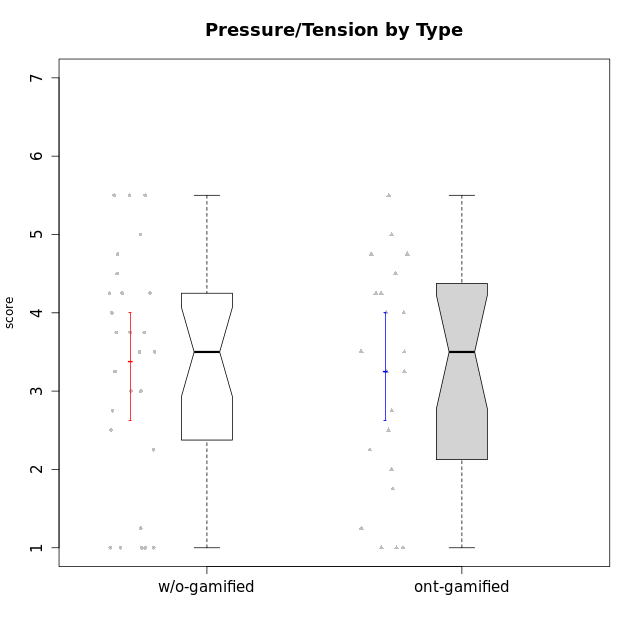 Pressure/Tension by Type
score
7
6
5
4
3
2
1
w/o-gamified
ont-gamified